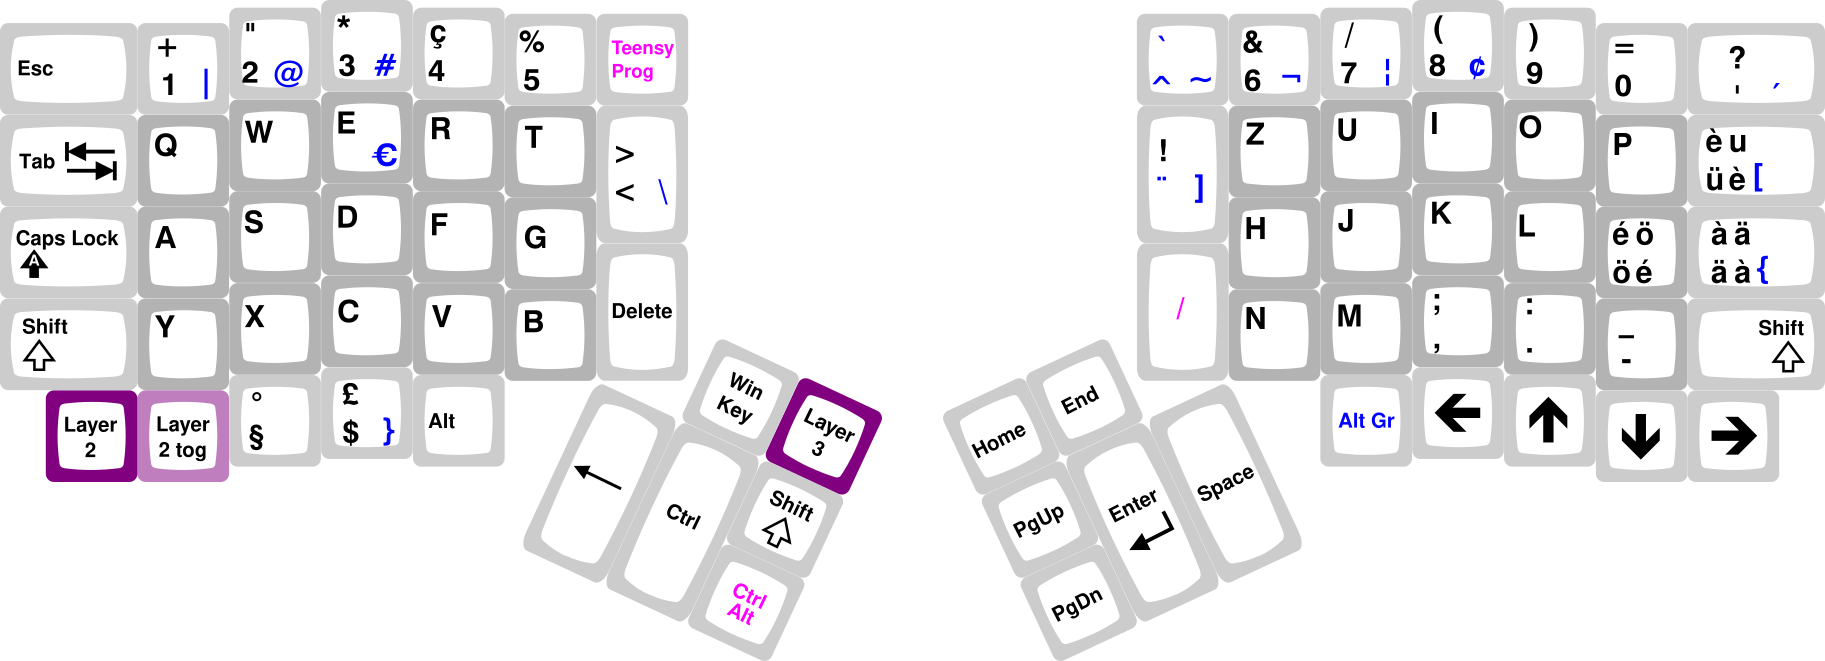 Esc
+
1 |
"
2 @
*
3 #
ç
4
%
5
Teensy
Prog
Tab
Q
W
E
€
R
T
>
< \
Caps Lock
A
A
S
D
F
G
Delete
Shift
Y
X
C
V
B
Layer
2
Layer
2 tog
°
§
£
$ }
Alt
Win
Key
Layer
3
Ctrl
Shift
Ctrl
Alt
`
^ ~
&
6 ¬
/
7 ¦
(
8 ¢
)
9
=
0
?
' ´
!
¨ ]
Z
U
I
O
P
è ü
ü è [
H
J
K
L
é ö
ö é
à ä
ä à {
/
N
M
;
,
:
.
_
-
Shift
Alt Gr
Home
End
PgUp
Enter
Space
PgDn